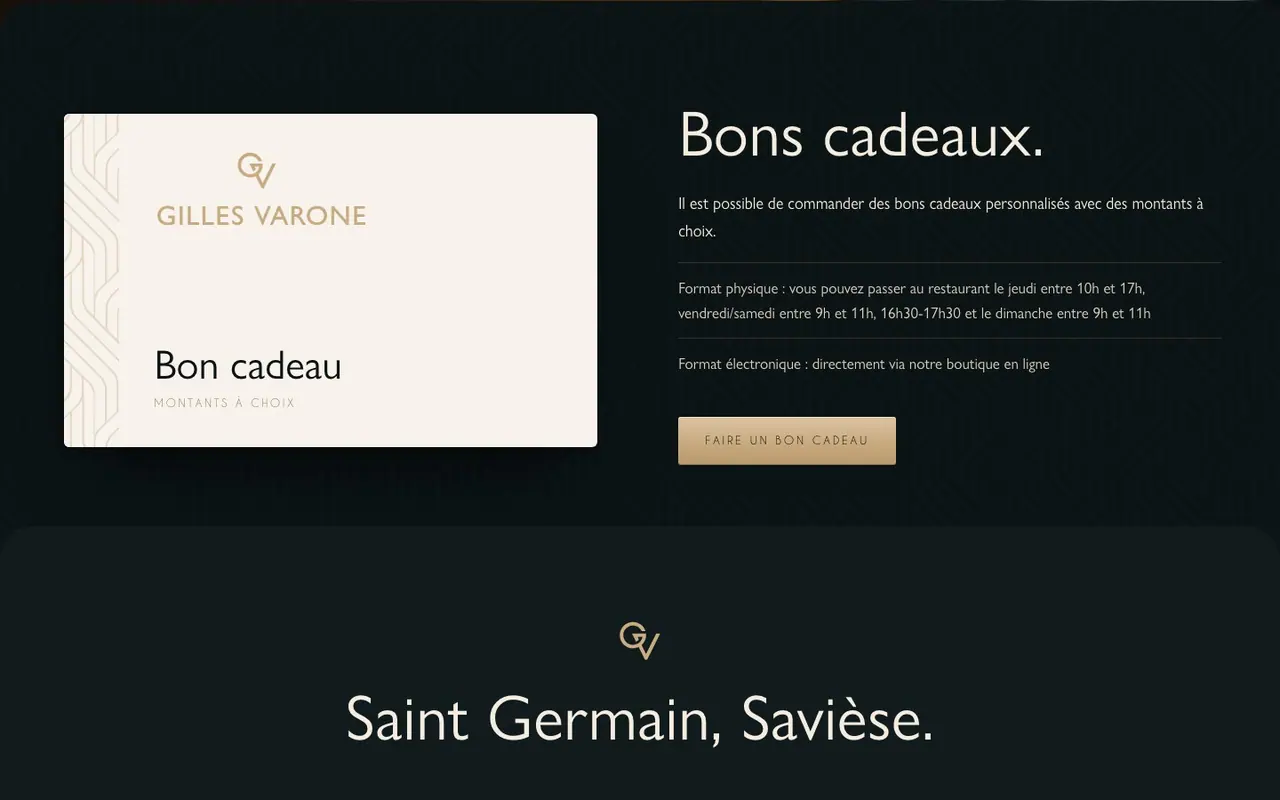 GV
GILLES VARONE
Bon cadeau
MONTANTS À CHOIX
Bons cadeaux.
Il est possible de commander des bons cadeaux personnalisés avec des montants à
choix.
Format physique : vous pouvez passer au restaurant le jeudi entre 10h et 17h,
vendredi/samedi entre 9h et 11h, 16h30-17h30 et le dimanche entre 9h et 11h
Format électronique : directement via notre boutique en ligne
FAIRE UN BON CADEAU
GV
Saint Germain, Savièse.